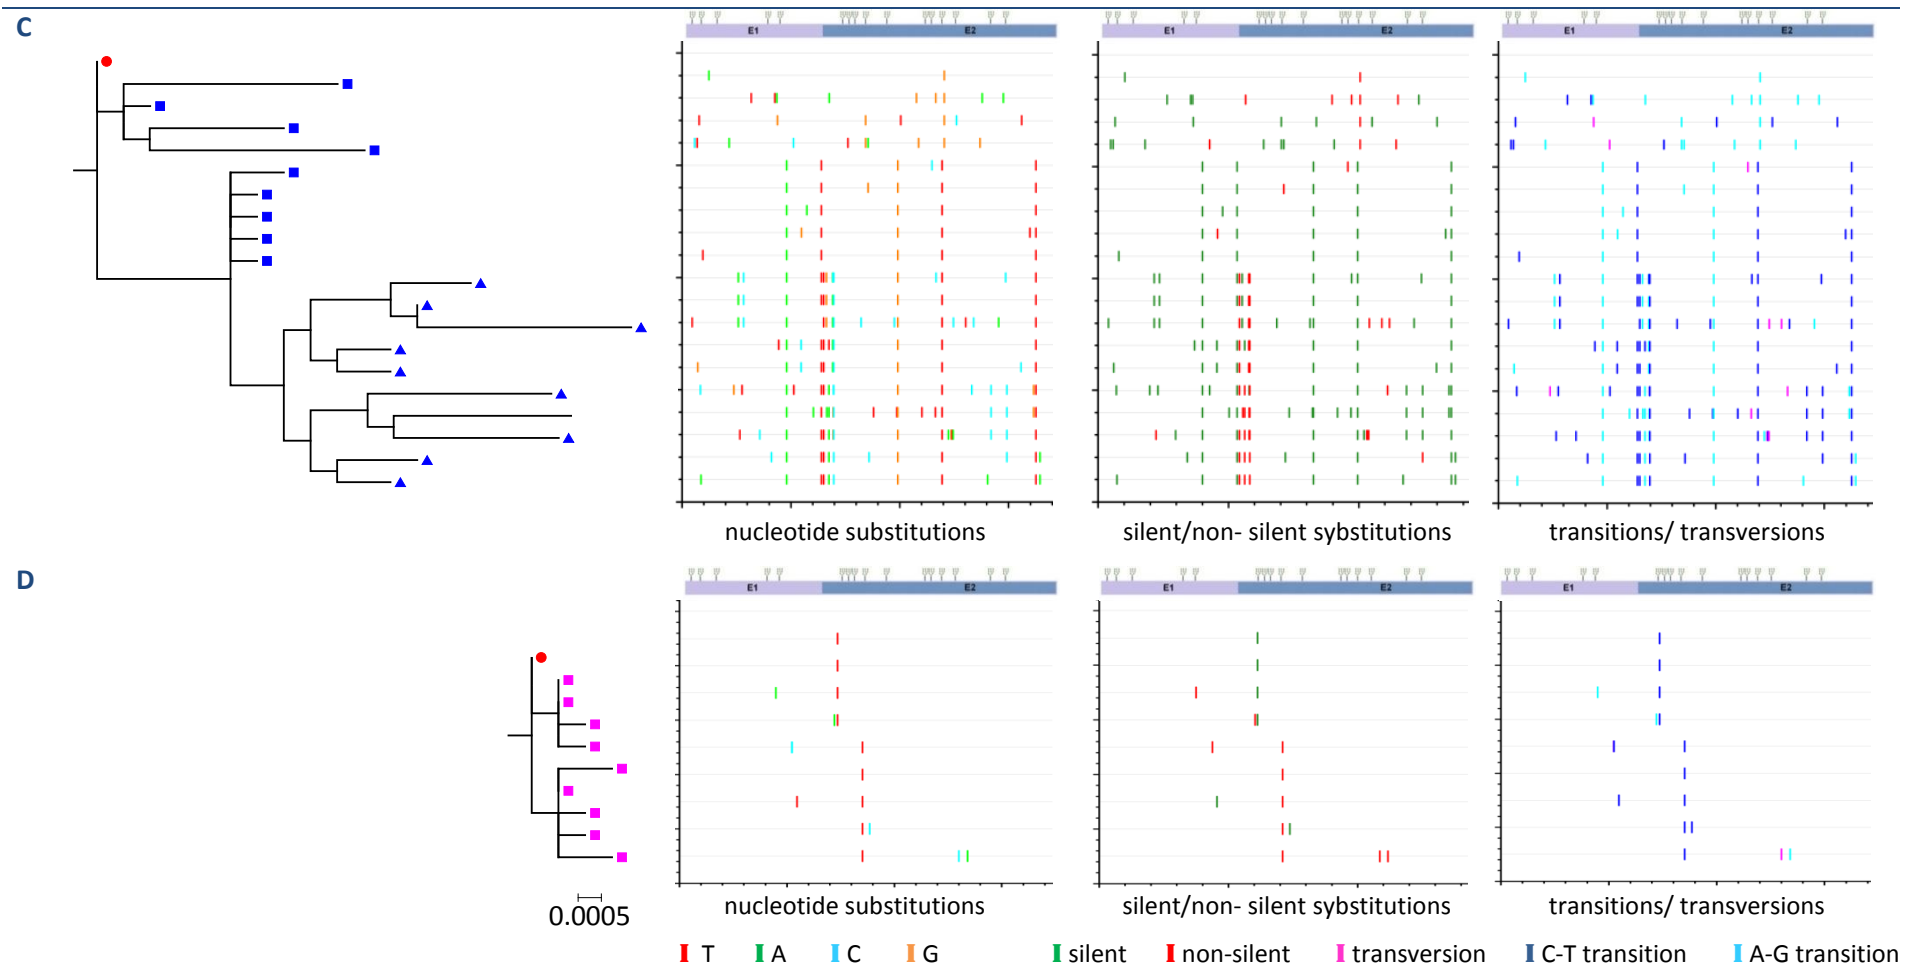 C
E1 E2 E1 E2 E1 E2
nucleotide substitutions silent/non- silent sybstitutions transitions/ transversions
D
E1 E2 E1 E2 E1 E2
0.0005
nucleotide substitutions silent/non- silent sybstitutions transitions/ transversions
T A C G silent non-silent transversion C-T transition A-G transition